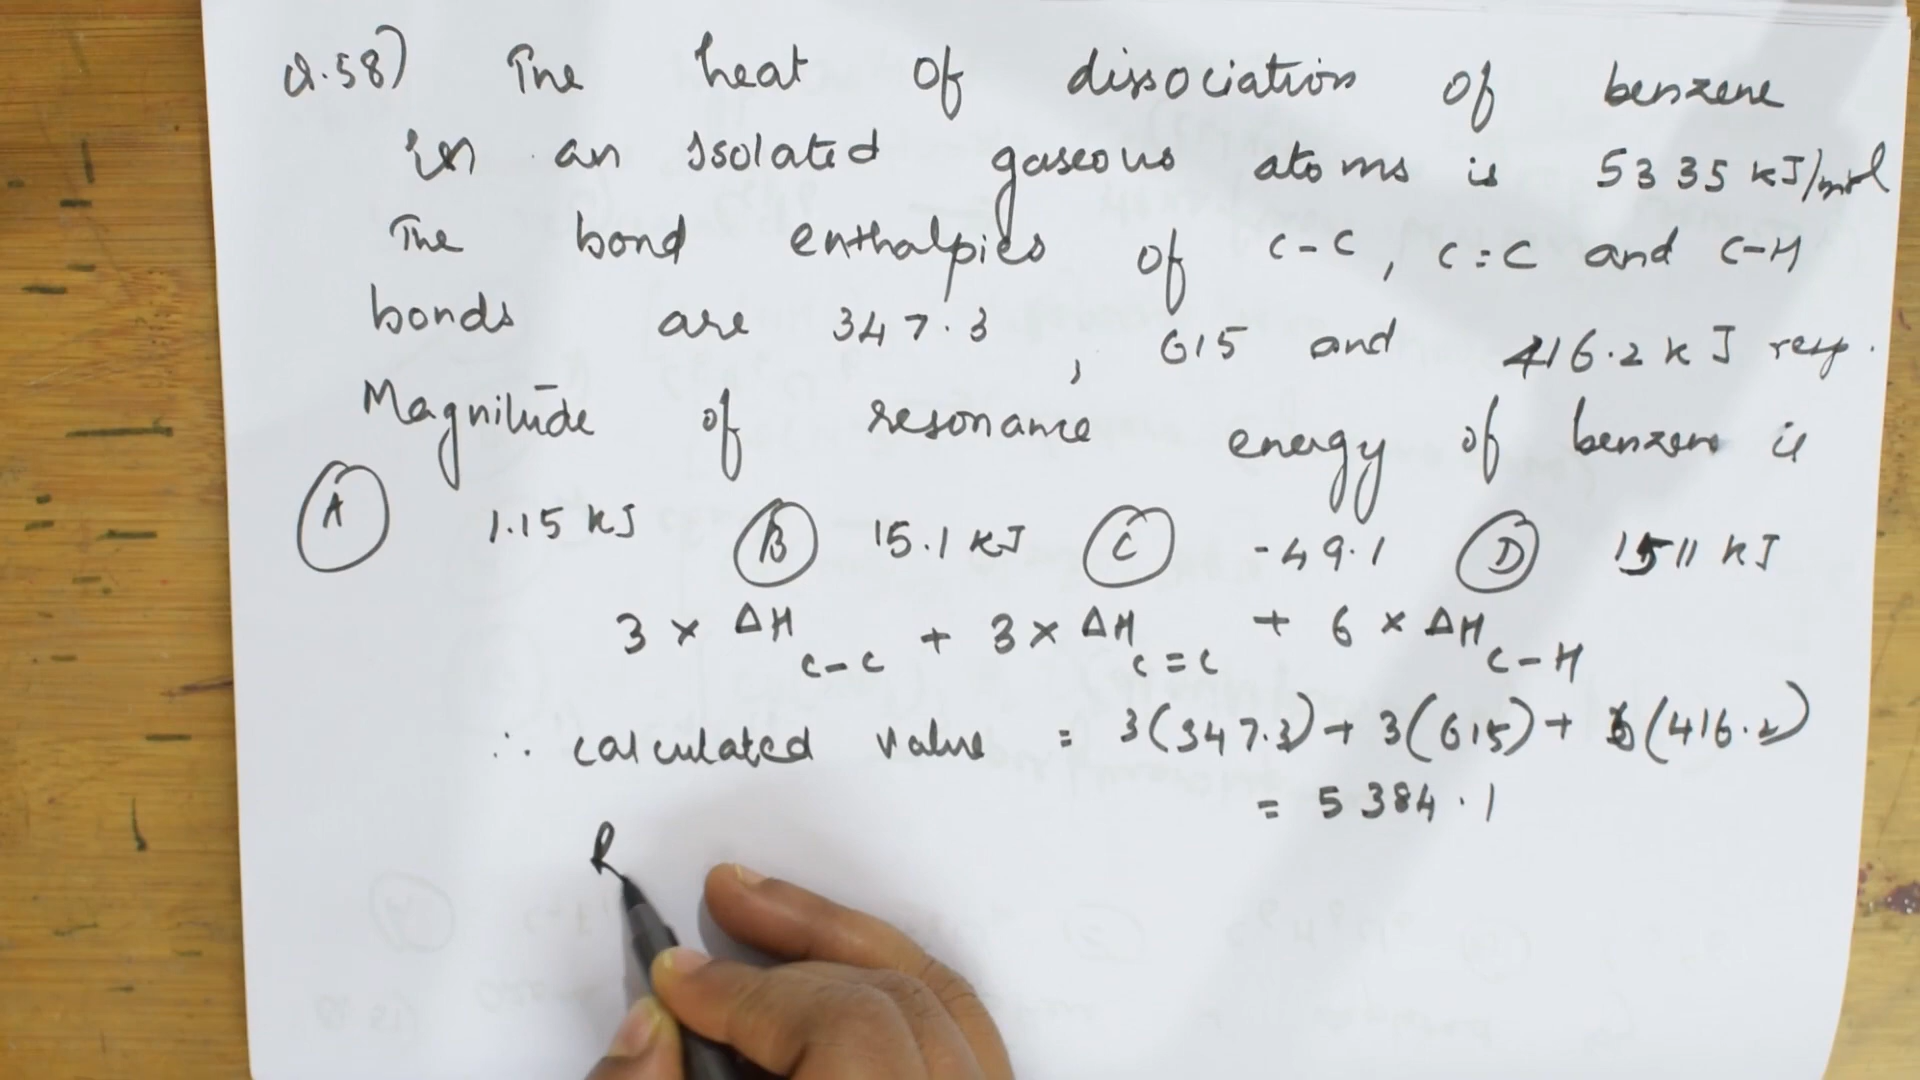 Q.58) The heat of dissociation of benzene
in an isolated gaseous atoms is 5335 kJ/mol
The bond enthalpies of C-C, C=C and C-H
bonds are 347.3, 615 and 416.2 kJ resp.
Magnitude of resonance energy of benzene is
A 1.15 kJ B 15.1 kJ C -49.1 D 1511 kJ
3 × ΔH C-C + 3 × ΔH C=C + 6 × ΔH C-H
∴ calculated value = 3(347.3) + 3(615) + 6(416.2)
= 5384.1
R